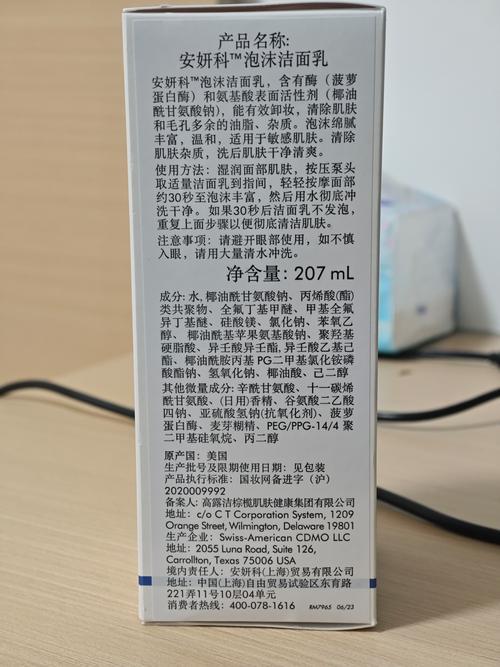 产品名称:
安妍科™泡沫洁面乳
安妍科™泡沫洁面乳，含有酶（菠萝
蛋白酶）和氨基酸表面活性剂（椰油
酰甘氨酸钠），能有效卸妆，清除肌肤
和毛孔多余的油脂、杂质。泡沫绵腻
丰富，温和，适用于敏感肌肤。清除
肌肤杂质，洗后肌肤干净清爽。
使用方法：湿润面部肌肤，按压泵头
取适量洁面乳到指间，轻轻按摩面部
约30秒至泡沫丰富，然后用水彻底冲
洗干净。如果30秒后洁面乳不发泡，
重复上面步骤以便彻底清洁肌肤。
注意事项：请避开眼部使用，如不慎
入眼，请用大量清水冲洗。
净含量: 207 mL
成分: 水、椰油酰甘氨酸钠、丙烯酸(酯)
类共聚物、全氟丁基甲醚、甲基全氟
异丁基醚、硅酸镁、氯化钠、苯氧乙
醇、椰油酰基苹果氨基酸钠、聚羟基
硬脂酸、异壬酸异壬酯、异壬酸乙基己
酯、椰油酰胺丙基 PG二甲基氯化铵磷
酸酯钠、氢氧化钠、椰油酸、己二醇
其他微量成分: 辛酰甘氨酸、十一碳烯
酰甘氨酸、(日用)香精、谷氨酸二乙酸
四钠、亚硫酸氢钠(抗氧化剂)、菠萝
蛋白酶、麦芽糊精、PEG/PPG-14/4 聚
二甲基硅氧烷、丙二醇
原产国: 美国
生产批号及限期使用日期: 见包装
产品执行标准: 国妆网备进字（沪）
2020009992
备案人: 高露洁棕榄肌肤健康集团有限公司
地址: c/o C T Corporation System, 1209
Orange Street, Wilmington, Delaware 19801
生产企业: Swiss-American CDMO LLC
地址: 2055 Luna Road, Suite 126,
Carrollton, Texas 75006 USA
境内责任人: 安妍科(上海)贸易有限公司
地址: 中国(上海)自由贸易试验区东育路
221弄11号10层04单元
消费者热线: 400-078-1616
RM7965 06/23